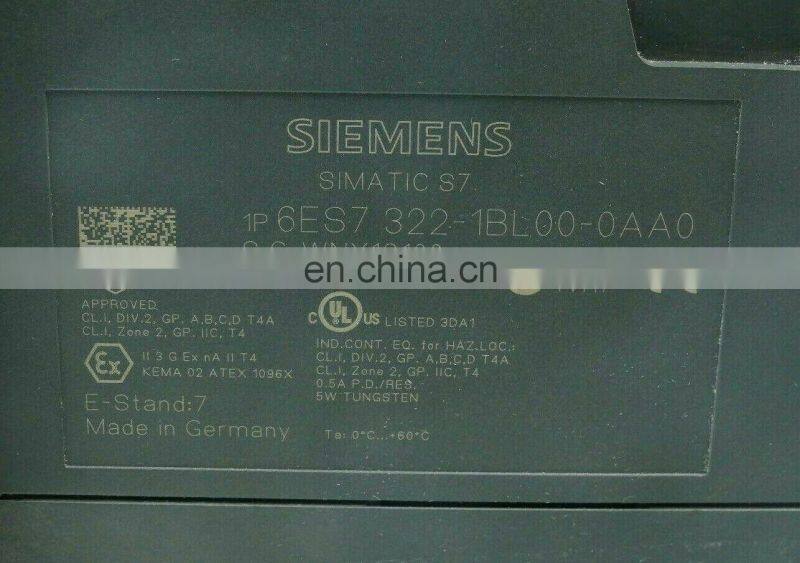 SIEMENS
SIMATIC S7
1P 6ES7 322-1BL00-0AA0
en.china.cn
APPROVED
CL.I, DIV.2, GP. A,B,C,D T4A
CL.I, Zone 2, GP. IIC, T4
Ex
II 3 G Ex nA II T4
KEMA 02 ATEX 1096X
E-Stand:7
Made in Germany
C UL US LISTED 3DA1
IND.CONT. EQ. for HAZ.LOC.:
CL.I, DIV.2, GP. A,B,C,D T4A
CL.I, Zone 2, GP. IIC, T4
0.5A P.D./RES.
5W TUNGSTEN
Ta: 0°C...+60°C